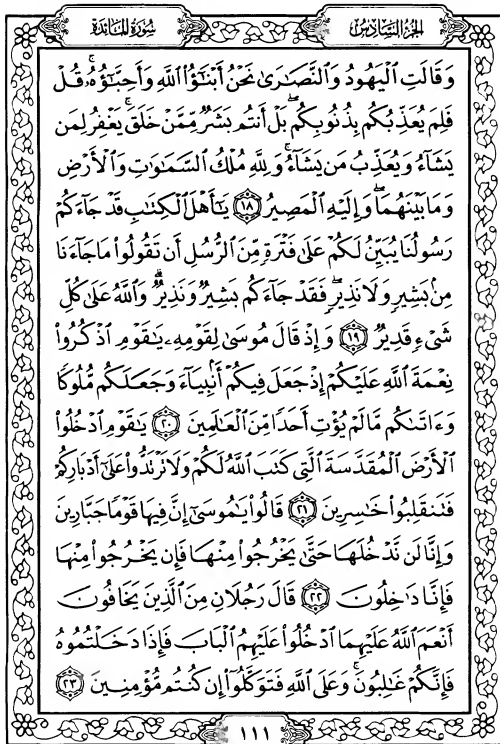 الجزء السادس
سورة المائدة
وَقَالَتِ ٱلْيَهُودُ وَٱلنَّصَـٰرَىٰ نَحْنُ أَبْنَـٰٓؤُا۟ ٱللَّهِ وَأَحِبَّـٰٓؤُهُۥ ۚ قُلْ
فَلِمَ يُعَذِّبُكُم بِذُنُوبِكُم ۖ بَلْ أَنتُم بَشَرٌ مِّمَّنْ خَلَقَ ۚ يَغْفِرُ لِمَن
يَشَآءُ وَيُعَذِّبُ مَن يَشَآءُ ۚ وَلِلَّهِ مُلْكُ ٱلسَّمَـٰوَٰتِ وَٱلْأَرْضِ
وَمَا بَيْنَهُمَا ۖ وَإِلَيْهِ ٱلْمَصِيرُ ١٨ يَـٰٓأَهْلَ ٱلْكِتَـٰبِ قَدْ جَآءَكُمْ
رَسُولُنَا يُبَيِّنُ لَكُمْ عَلَىٰ فَتْرَةٍ مِّنَ ٱلرُّسُلِ أَن تَقُولُوا۟ مَا جَآءَنَا
مِنۢ بَشِيرٍ وَلَا نَذِيرٍ ۖ فَقَدْ جَآءَكُم بَشِيرٌ وَنَذِيرٌ ۗ وَٱللَّهُ عَلَىٰ كُلِّ
شَىْءٍ قَدِيرٌ ١٩ وَإِذْ قَالَ مُوسَىٰ لِقَوْمِهِۦ يَـٰقَوْمِ ٱذْكُرُوا۟
نِعْمَةَ ٱللَّهِ عَلَيْكُمْ إِذْ جَعَلَ فِيكُمْ أَنۢبِيَآءَ وَجَعَلَكُم مُّلُوكًا
وَءَاتَىٰكُم مَّا لَمْ يُؤْتِ أَحَدًا مِّنَ ٱلْعَـٰلَمِينَ ٢٠ يَـٰقَوْمِ ٱدْخُلُوا۟
ٱلْأَرْضَ ٱلْمُقَدَّسَةَ ٱلَّتِى كَتَبَ ٱللَّهُ لَكُمْ وَلَا تَرْتَدُّوا۟ عَلَىٰٓ أَدْبَارِكُمْ
فَتَنقَلِبُوا۟ خَـٰسِرِينَ ٢١ قَالُوا۟ يَـٰمُوسَىٰٓ إِنَّ فِيهَا قَوْمًا جَبَّارِينَ
وَإِنَّا لَن نَّدْخُلَهَا حَتَّىٰ يَخْرُجُوا۟ مِنْهَا فَإِن يَخْرُجُوا۟ مِنْهَا
فَإِنَّا دَٰخِلُونَ ٢٢ قَالَ رَجُلَانِ مِنَ ٱلَّذِينَ يَخَافُونَ
أَنْعَمَ ٱللَّهُ عَلَيْهِمَا ٱدْخُلُوا۟ عَلَيْهِمُ ٱلْبَابَ فَإِذَا دَخَلْتُمُوهُ
فَإِنَّكُمْ غَـٰلِبُونَ ۚ وَعَلَى ٱللَّهِ فَتَوَكَّلُوٓا۟ إِن كُنتُم مُّؤْمِنِينَ ٢٣
١١١